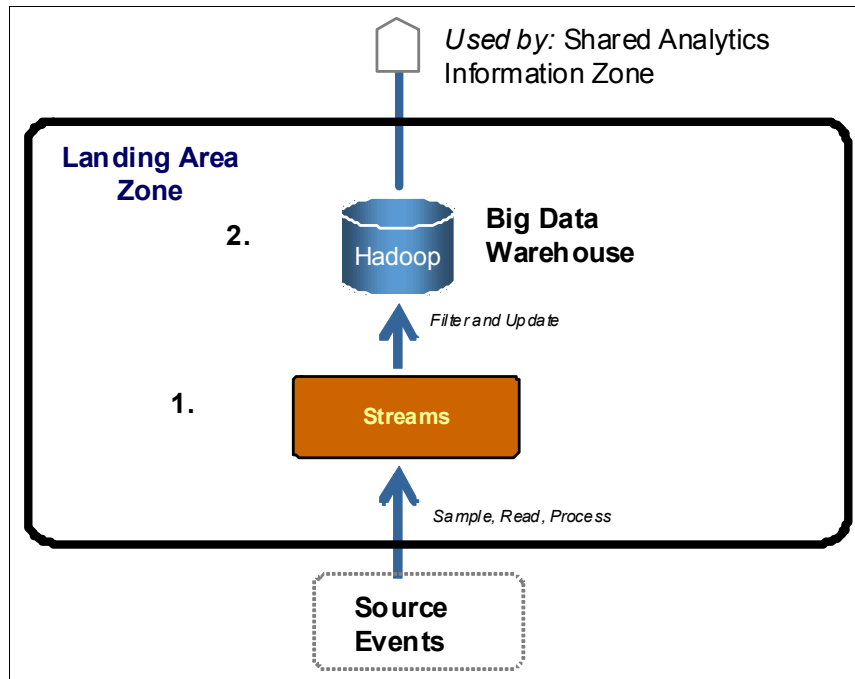 Used by: Shared Analytics
Information Zone
Landing Area
Zone
2.
Hadoop
Big Data
Warehouse
Filter and Update
1.
Streams
Sample, Read, Process
Source
Events